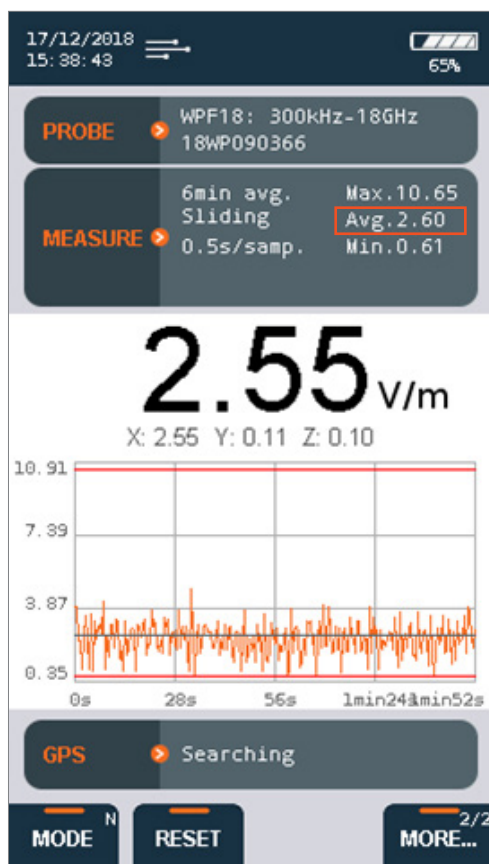 17/12/2018
15:38:43
65%
PROBE
WPF18: 300kHz-18GHz
18WP090366
MEASURE
6min avg. Max.10.65
Sliding Avg.2.60
0.5s/samp. Min.0.61
2.55 V/m
X: 2.55 Y: 0.11 Z: 0.10
10.91
7.39
3.87
0.35
0s 28s 56s 1min24s 1min52s
GPS
Searching
MODE N
RESET
MORE... 2/2